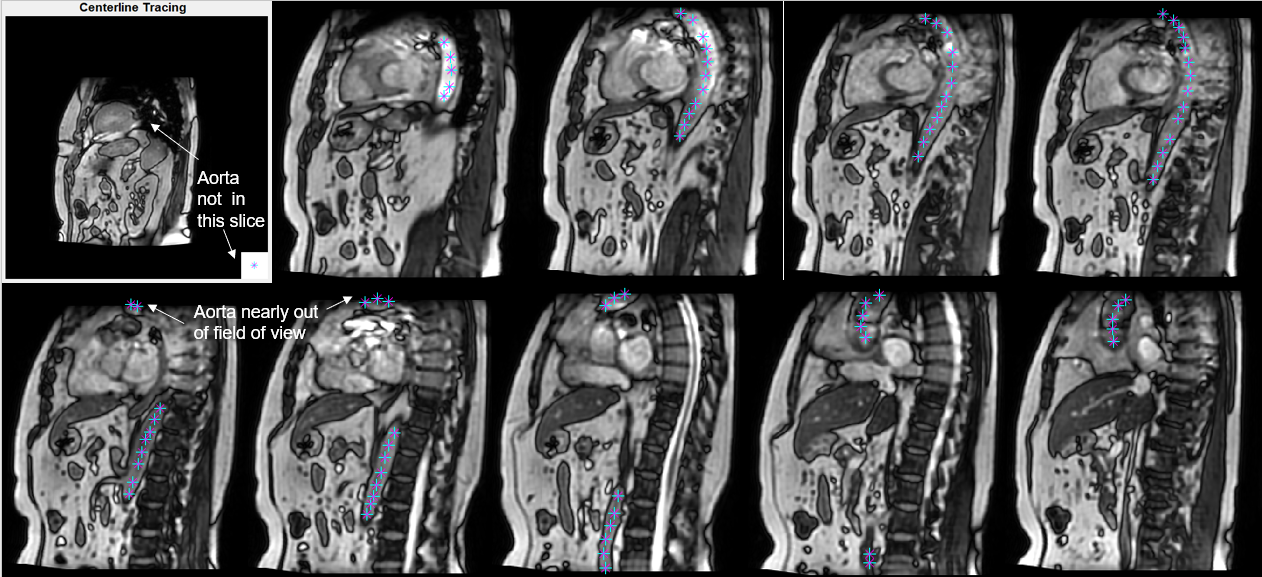 Centerline Tracing
Aorta
not in
this slice
Aorta nearly out
of field of view